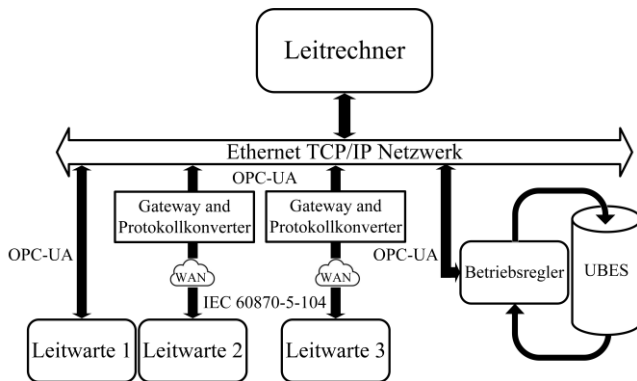 Leitrechner
Ethernet TCP/IP Netzwerk
OPC-UA
Gateway and
Protokollkonverter
Gateway and
Protokollkonverter
OPC-UA
OPC-UA
WAN
WAN
Betriebsregler
UBES
IEC 60870-5-104
Leitwarte 1
Leitwarte 2
Leitwarte 3